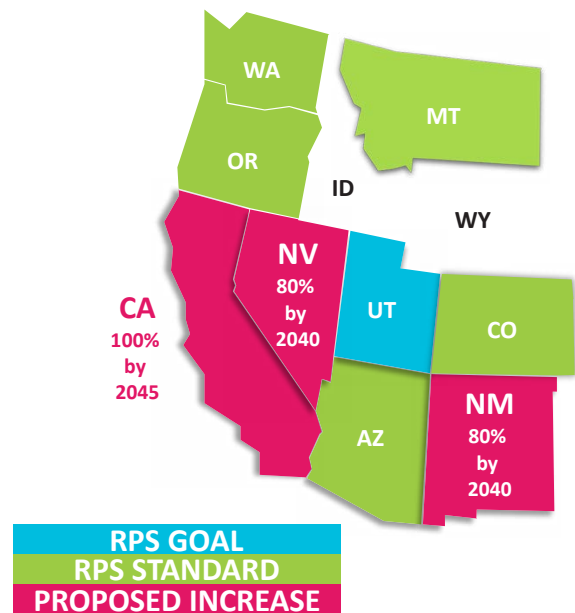 WA
MT
OR
ID
WY
NV
80%
by
2040
CA
100%
by
2045
UT
CO
AZ
NM
80%
by
2040
RPS GOAL
RPS STANDARD
PROPOSED INCREASE